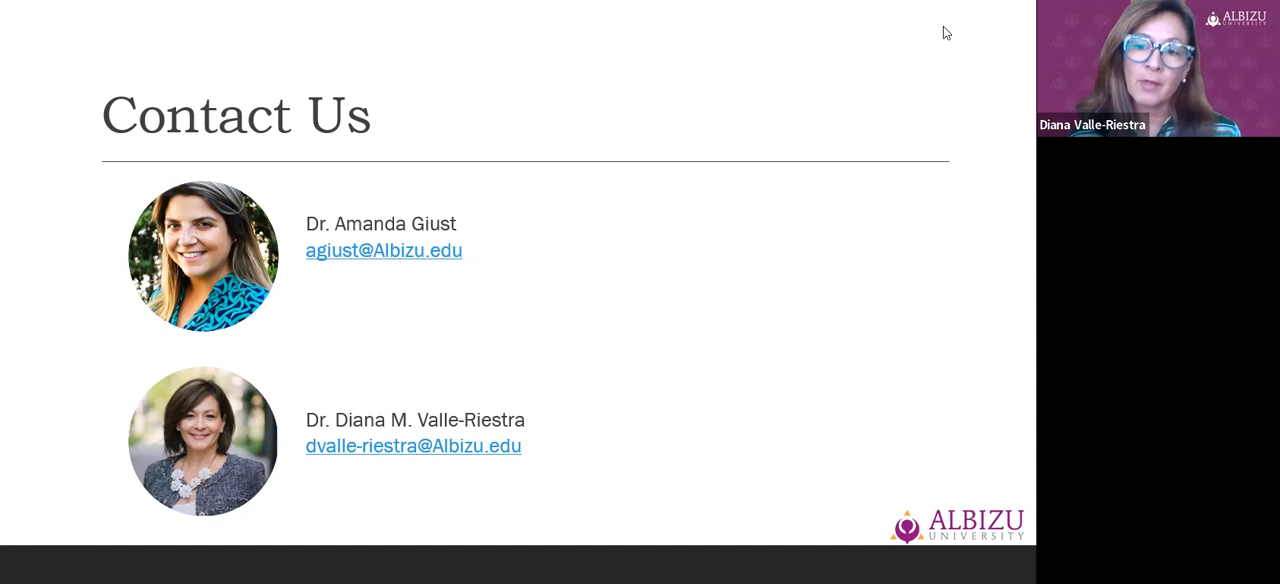 Contact Us
Dr. Amanda Giust
agiust@Albizu.edu
Dr. Diana M. Valle-Riestra
dvalle-riestra@Albizu.edu
ALBIZU
UNIVERSITY
ALBIZU
UNIVERSITY
Diana Valle-Riestra